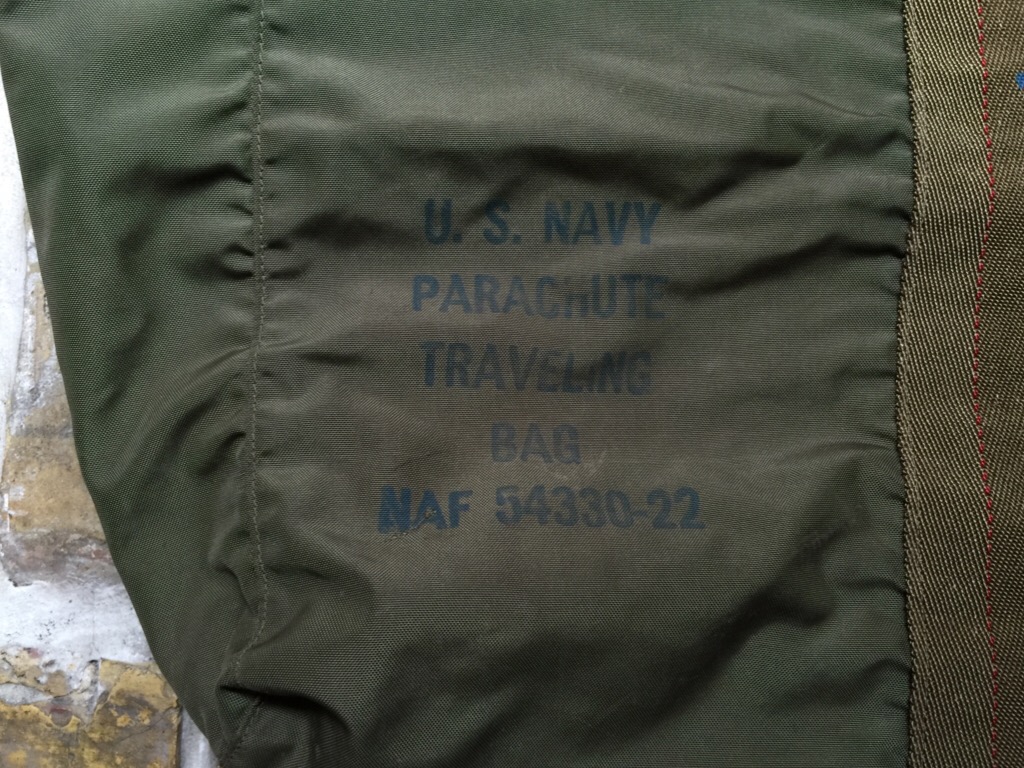 U. S. NAVY
PARACHUTE
TRAVELING
BAG
NAF 54330-22